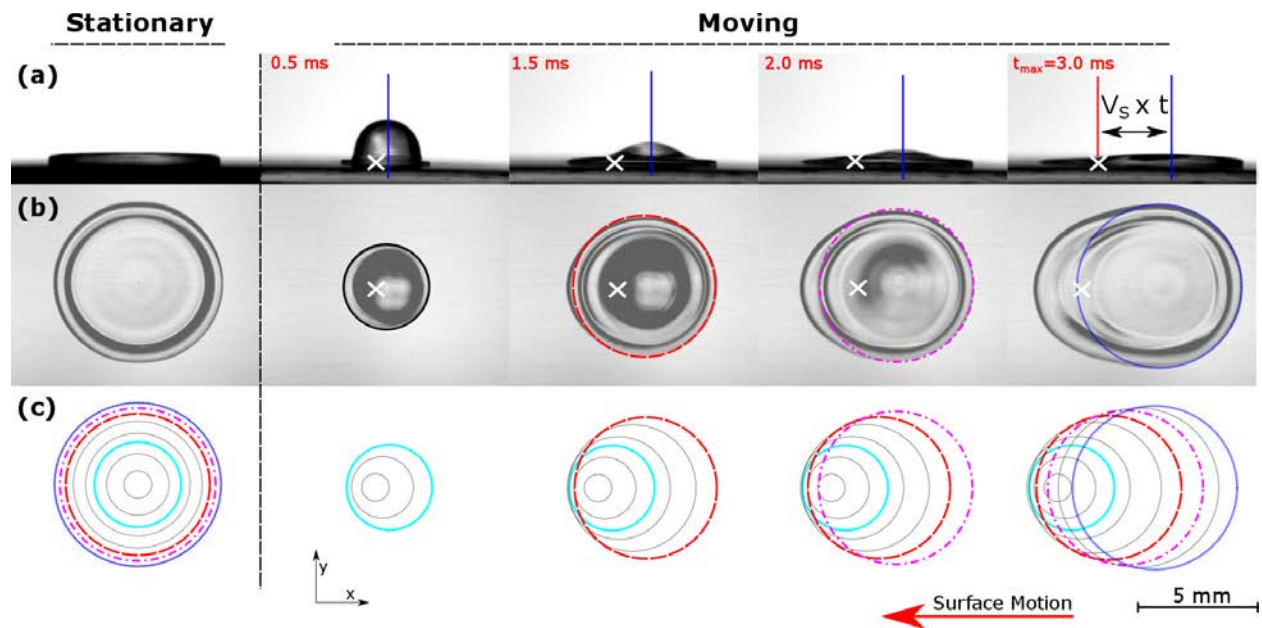 Stationary
Moving
(a)
0.5 ms
1.5 ms
2.0 ms
tmax=3.0 ms
VS x t
(b)
(c)
y
x
Surface Motion
5 mm